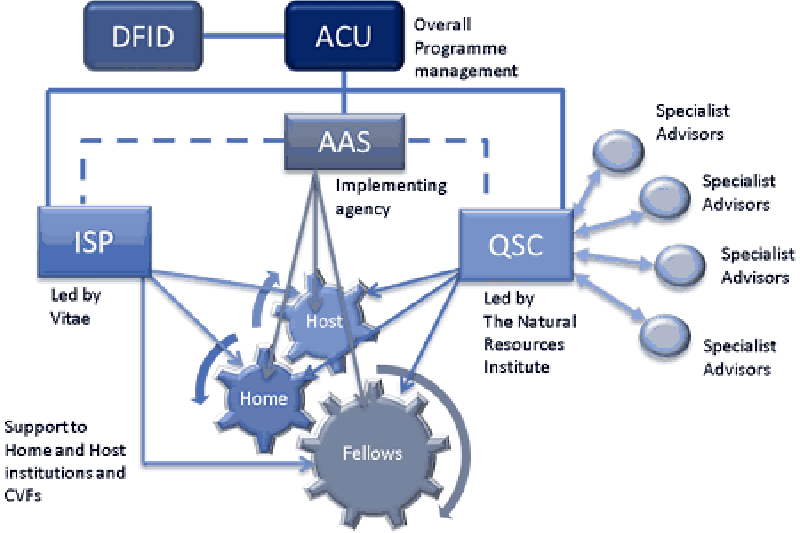 DFID
ACU
Overall
Programme
management
AAS
Implementing
agency
ISP
Led by
Vitae
QSC
Led by
The Natural
Resources
Institute
Specialist
Advisors
Specialist
Advisors
Specialist
Advisors
Specialist
Advisors
Host
Home
Fellows
Support to
Home and Host
institutions and
CVFs